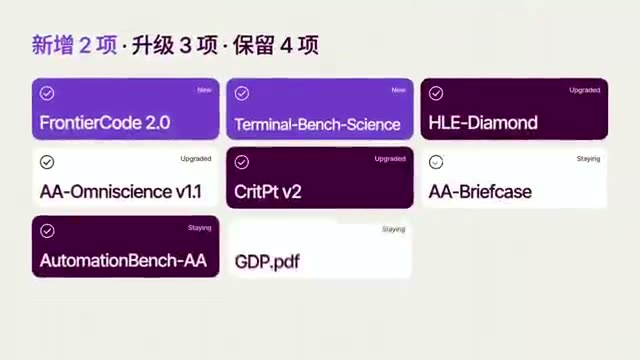 新增 2 项 · 升级 3 项 · 保留 4 项
New
FrontierCode 2.0
New
Terminal-Bench-Science
Upgraded
HLE-Diamond
Upgraded
AA-Omniscience v1.1
Upgraded
CritPt v2
Staying
AA-Briefcase
Staying
AutomationBench-AA
Staying
GDP.pdf